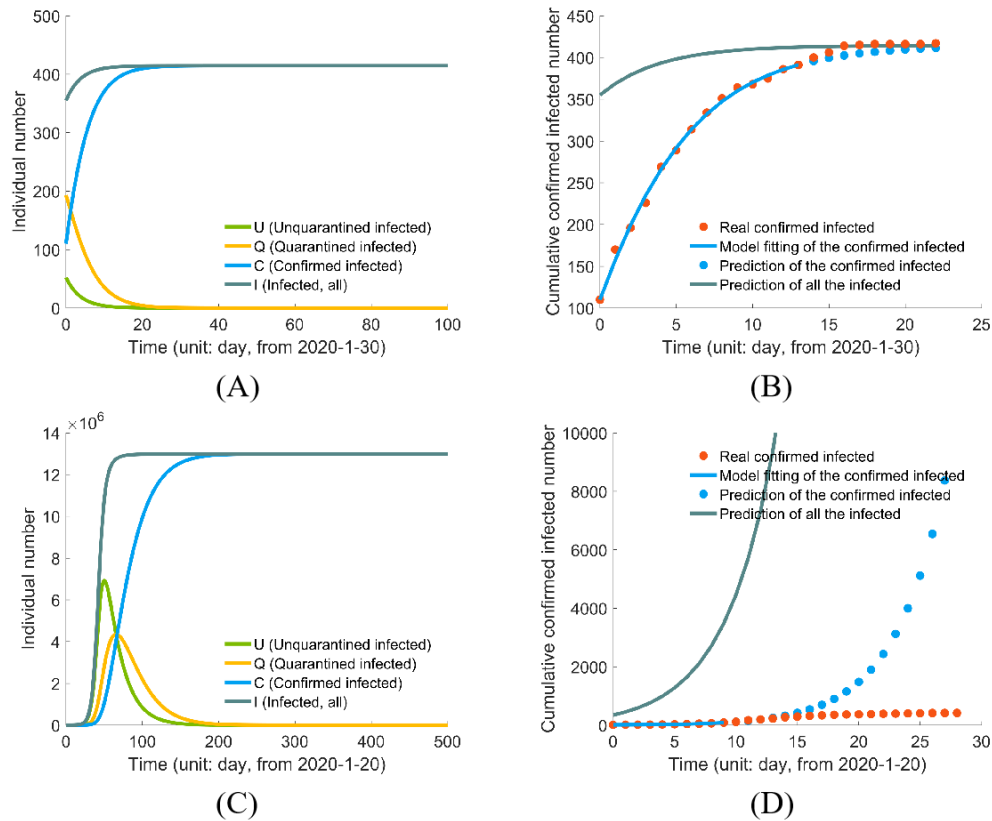 500
400
300
200
100
0
Individual number
U (Unquarantined infected)
Q (Quarantined infected)
C (Confirmed infected)
I (Infected, all)
0 20 40 60 80 100
Time (unit: day, from 2020-1-30)
(A)
450
400
350
300
250
200
150
100
Cumulative confirmed infected number
Real confirmed infected
Model fitting of the confirmed infected
Prediction of the confirmed infected
Prediction of all the infected
0 5 10 15 20 25
Time (unit: day, from 2020-1-30)
(B)
×10⁶
14
12
10
8
6
4
2
0
Individual number
U (Unquarantined infected)
Q (Quarantined infected)
C (Confirmed infected)
I (Infected, all)
0 100 200 300 400 500
Time (unit: day, from 2020-1-20)
(C)
10000
8000
6000
4000
2000
0
Cumulative confirmed infected number
Real confirmed infected
Model fitting of the confirmed infected
Prediction of the confirmed infected
Prediction of all the infected
0 5 10 15 20 25 30
Time (unit: day, from 2020-1-20)
(D)